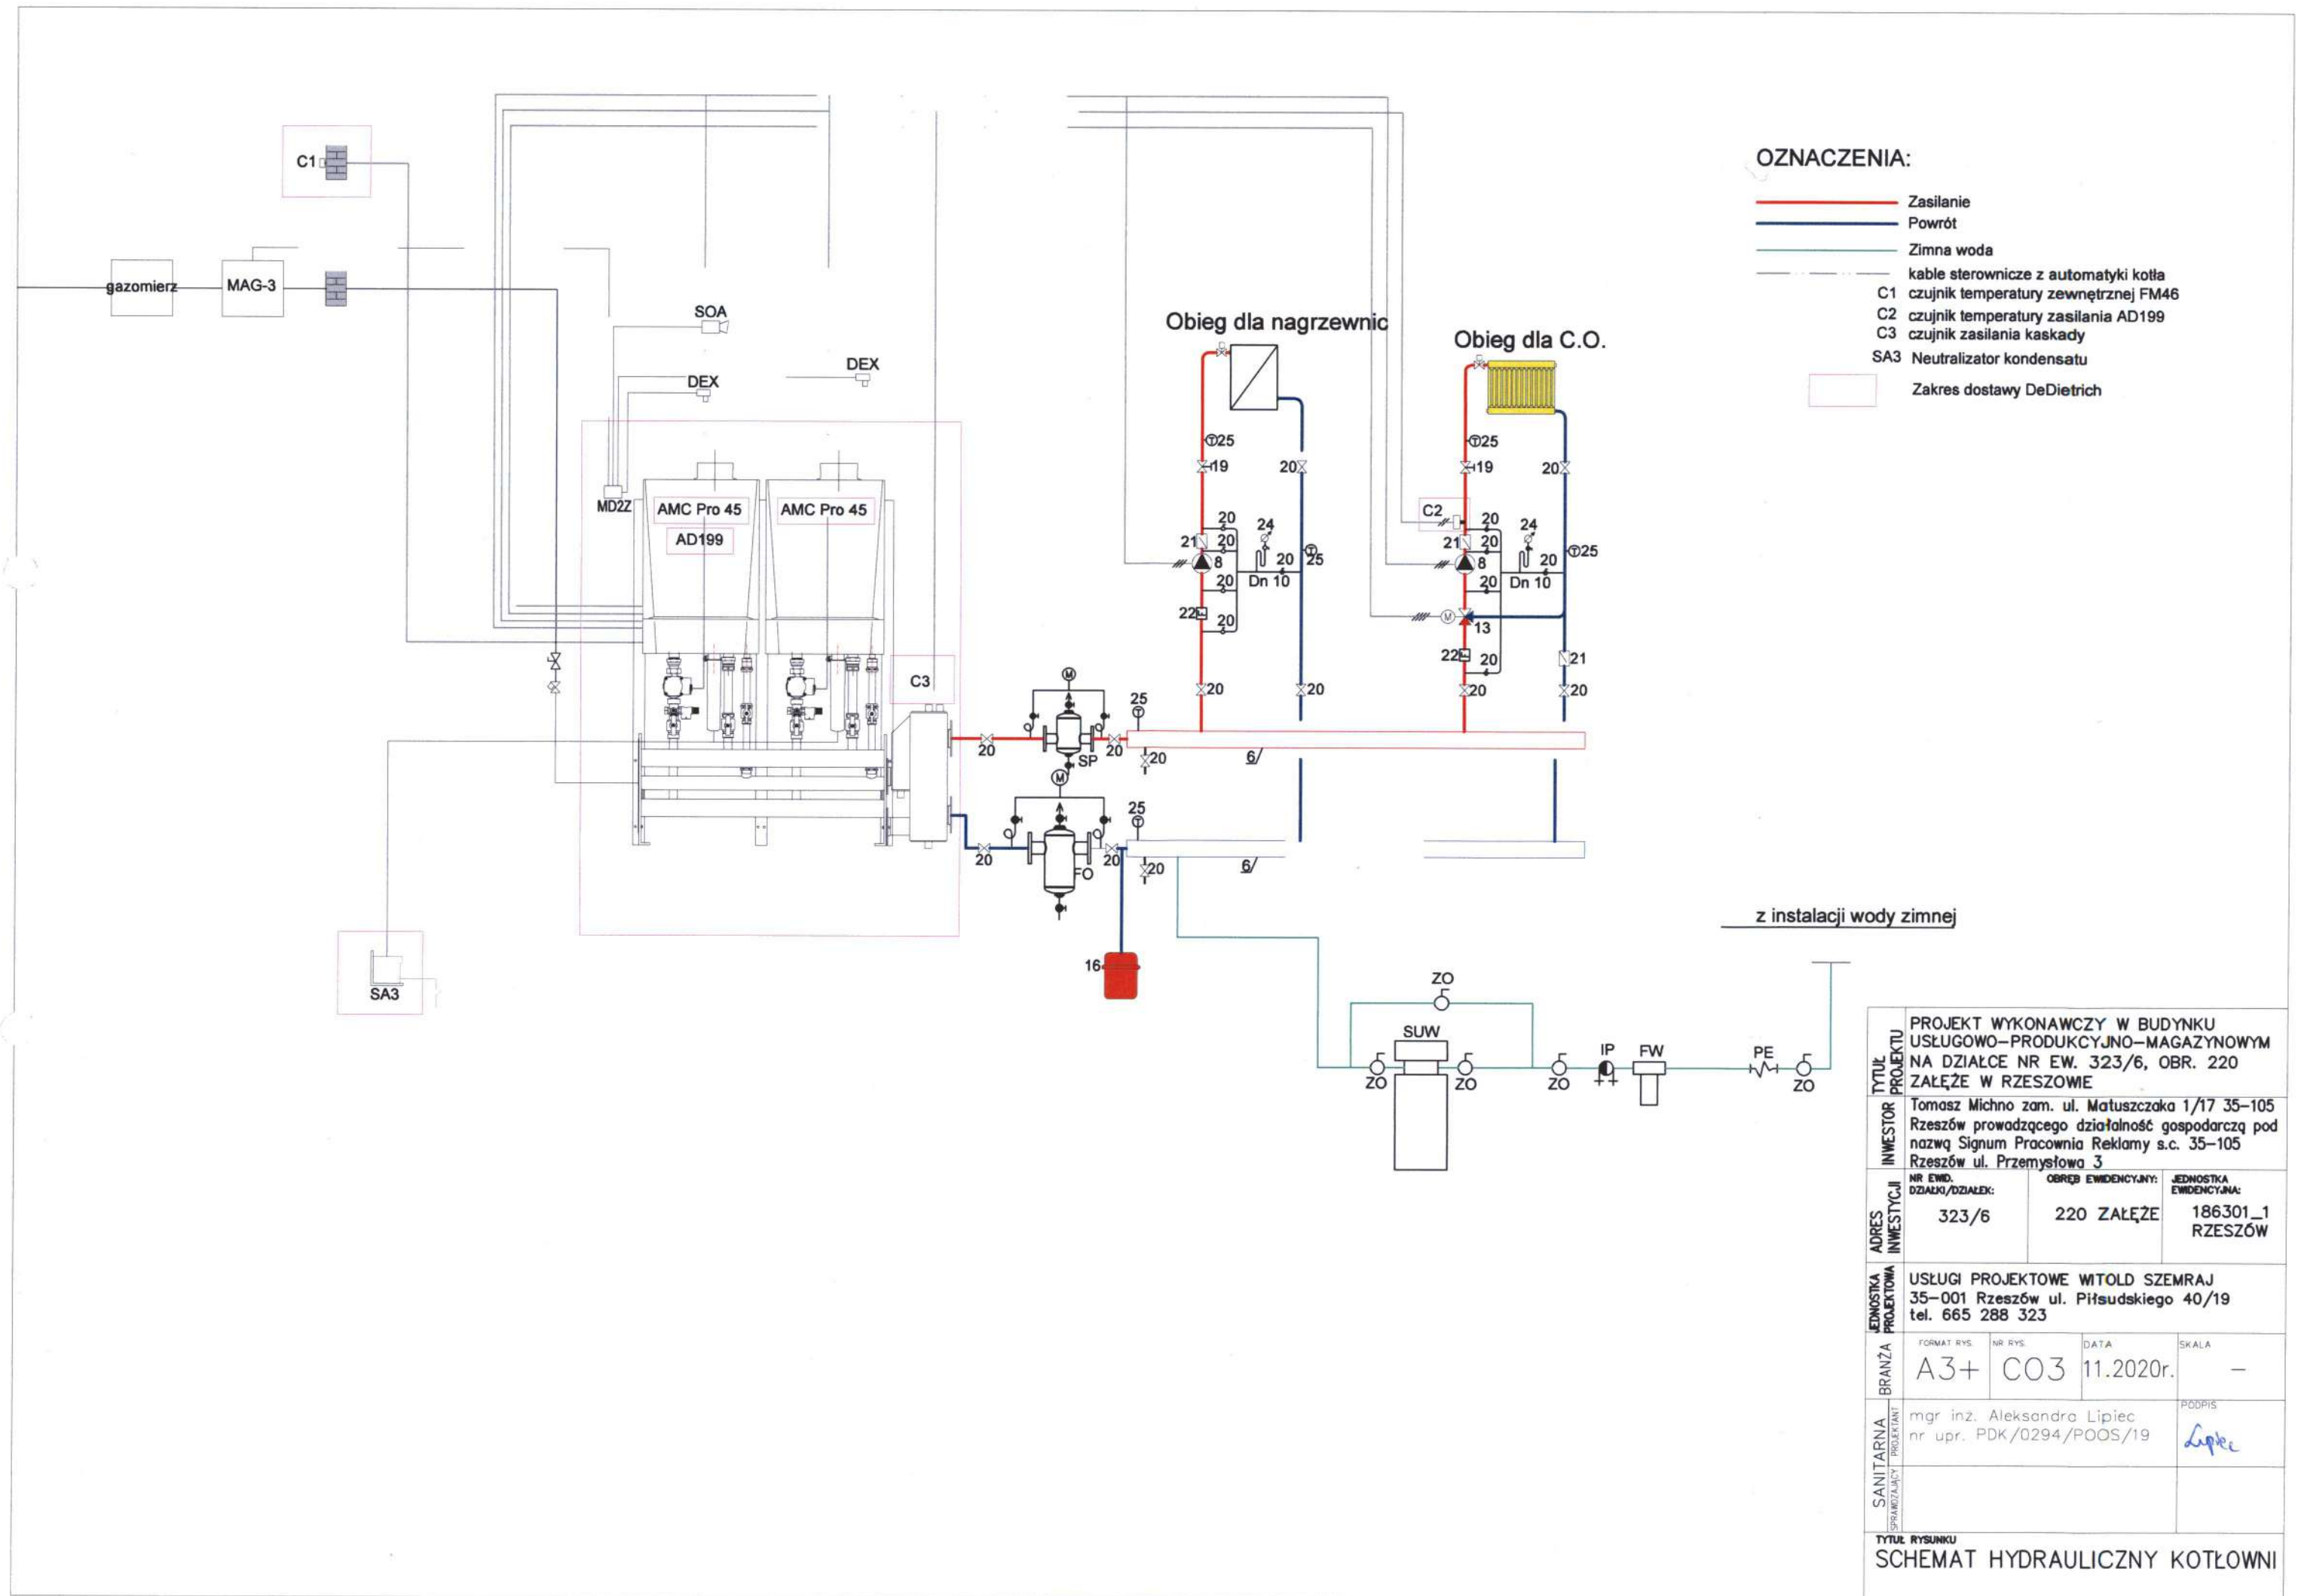 C1
gazomierz
MAG-3
SOA
DEX
DEX
MD2Z
AMC Pro 45
AMC Pro 45
AD199
C3
SA3
Obieg dla nagrzewnic
25
19
20
20
24
21
20
8
20
25
20
Dn 10
22
20
20
20
Obieg dla C.O.
25
19
20
C2
20
24
21
20
25
8
20
20
Dn 10
M
13
22
20
21
20
20
M
25
20
SP
20
20
6/
M
25
20
FO
20
20
6/
16
OZNACZENIA:
Zasilanie
Powrót
Zimna woda
kable sterownicze z automatyki kotła
C1 czujnik temperatury zewnętrznej FM46
C2 czujnik temperatury zasilania AD199
C3 czujnik zasilania kaskady
SA3 Neutralizator kondensatu
Zakres dostawy DeDietrich
z instalacji wody zimnej
ZO
SUW
ZO
ZO
ZO
IP
FW
PE
ZO
TYTUŁ PROJEKTU
PROJEKT WYKONAWCZY W BUDYNKU
USŁUGOWO-PRODUKCYJNO-MAGAZYNOWYM
NA DZIAŁCE NR EW. 323/6, OBR. 220
ZAŁĘŻE W RZESZOWIE
INWESTOR
Tomasz Michno zam. ul. Matuszczaka 1/17 35-105
Rzeszów prowadzącego działalność gospodarczą pod
nazwą Signum Pracownia Reklamy s.c. 35-105
Rzeszów ul. Przemysłowa 3
ADRES INWESTYCJI
NR EWID. DZIAŁKI/DZIAŁEK:
323/6
OBRĘB EWIDENCYJNY:
220 ZAŁĘŻE
JEDNOSTKA EWIDENCYJNA:
186301_1
RZESZÓW
JEDNOSTKA PROJEKTOWA
USŁUGI PROJEKTOWE WITOLD SZEMRAJ
35-001 Rzeszów ul. Piłsudskiego 40/19
tel. 665 288 323
BRANŻA
FORMAT RYS.
A3+
NR RYS.
CO3
DATA
11.2020r.
SKALA
-
SANITARNA
PROJEKTANT
mgr inż. Aleksandra Lipiec
nr upr. PDK/0294/POOS/19
PODPIS
Lipiec
SPRAWDZAJĄCY
TYTUŁ RYSUNKU
SCHEMAT HYDRAULICZNY KOTŁOWNI